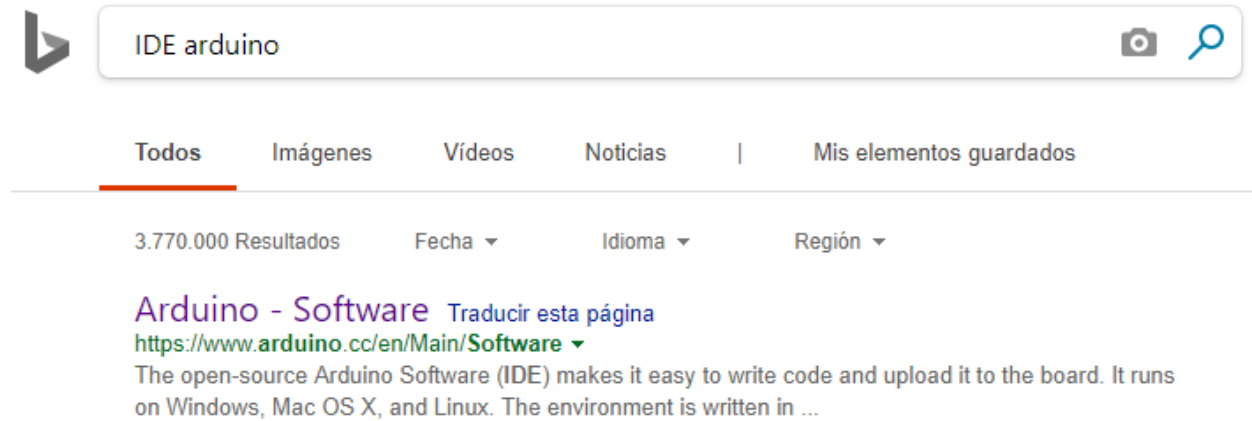 IDE arduino
Todos Imágenes Vídeos Noticias | Mis elementos guardados
3.770.000 Resultados Fecha Idioma Región
Arduino - Software Traducir esta página
https://www.arduino.cc/en/Main/Software
The open-source Arduino Software (IDE) makes it easy to write code and upload it to the board. It runs
on Windows, Mac OS X, and Linux. The environment is written in ...